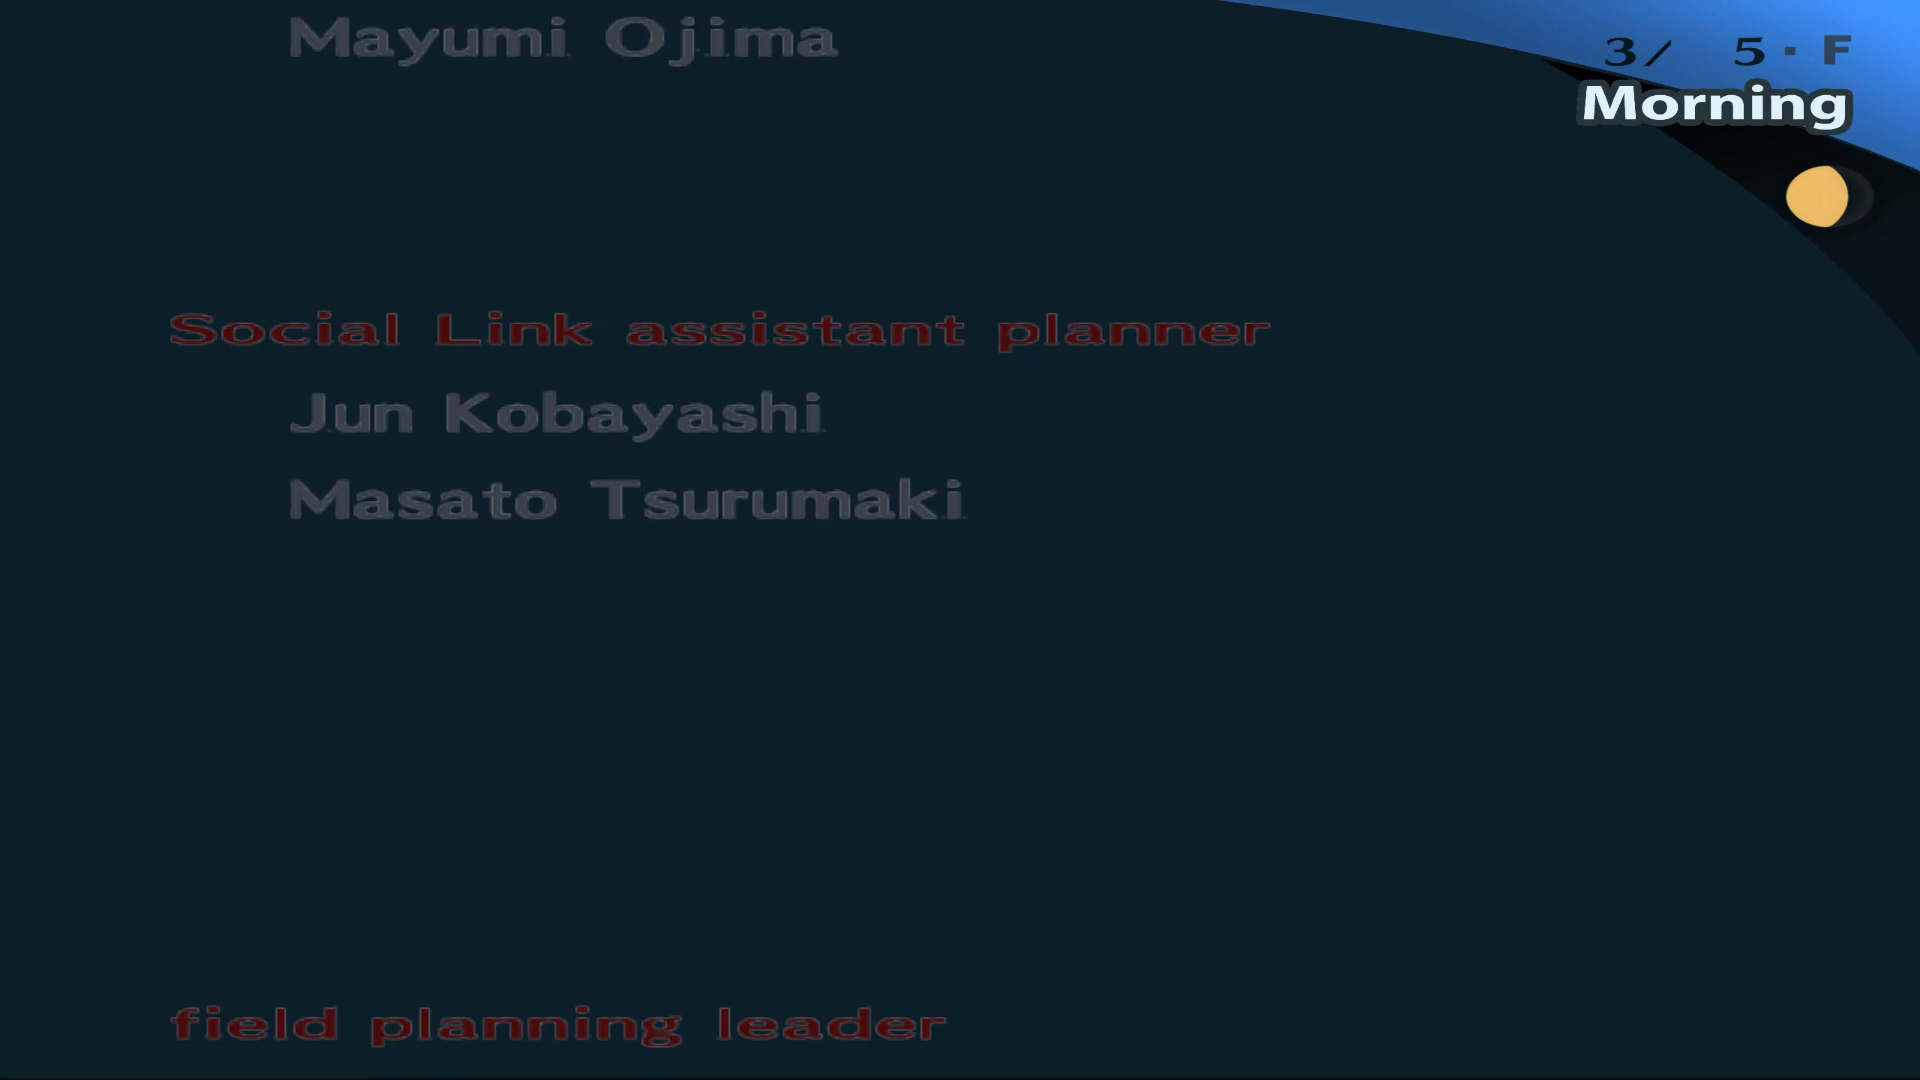 Mayumi Ojima
3/ 5・F
Morning
Social Link assistant planner
Jun Kobayashi
Masato Tsurumaki
field planning leader